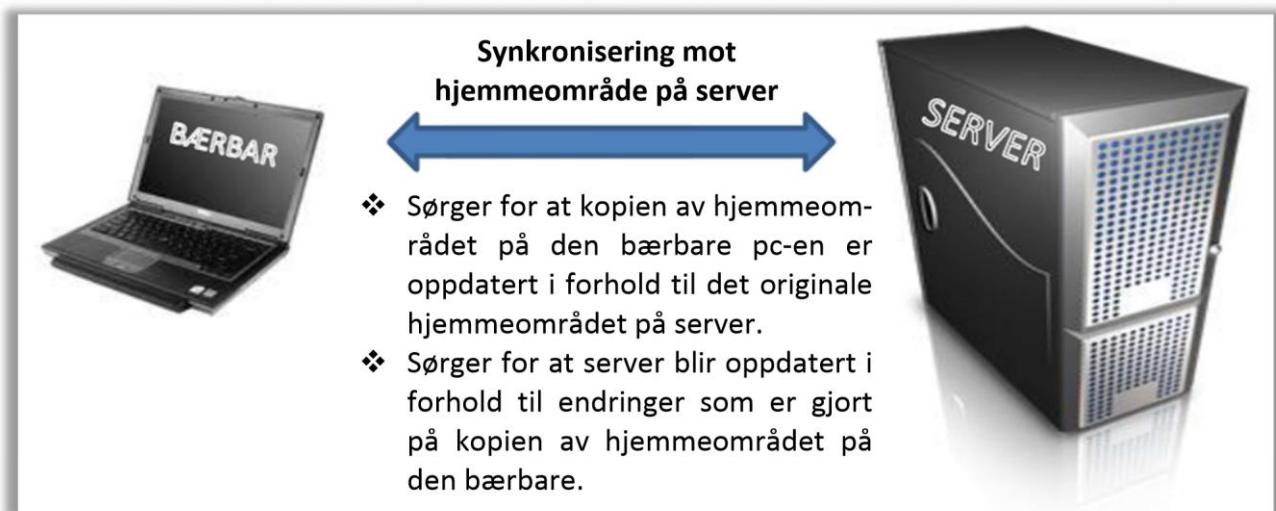 Synkronisering mot
hjemmeområde på server
BÆRBAR
SERVER
❖ Sørger for at kopien av hjemmeom-
rådet på den bærbare pc-en er
oppdatert i forhold til det originale
hjemmeområdet på server.
❖ Sørger for at server blir oppdatert i
forhold til endringer som er gjort
på kopien av hjemmeområdet på
den bærbare.